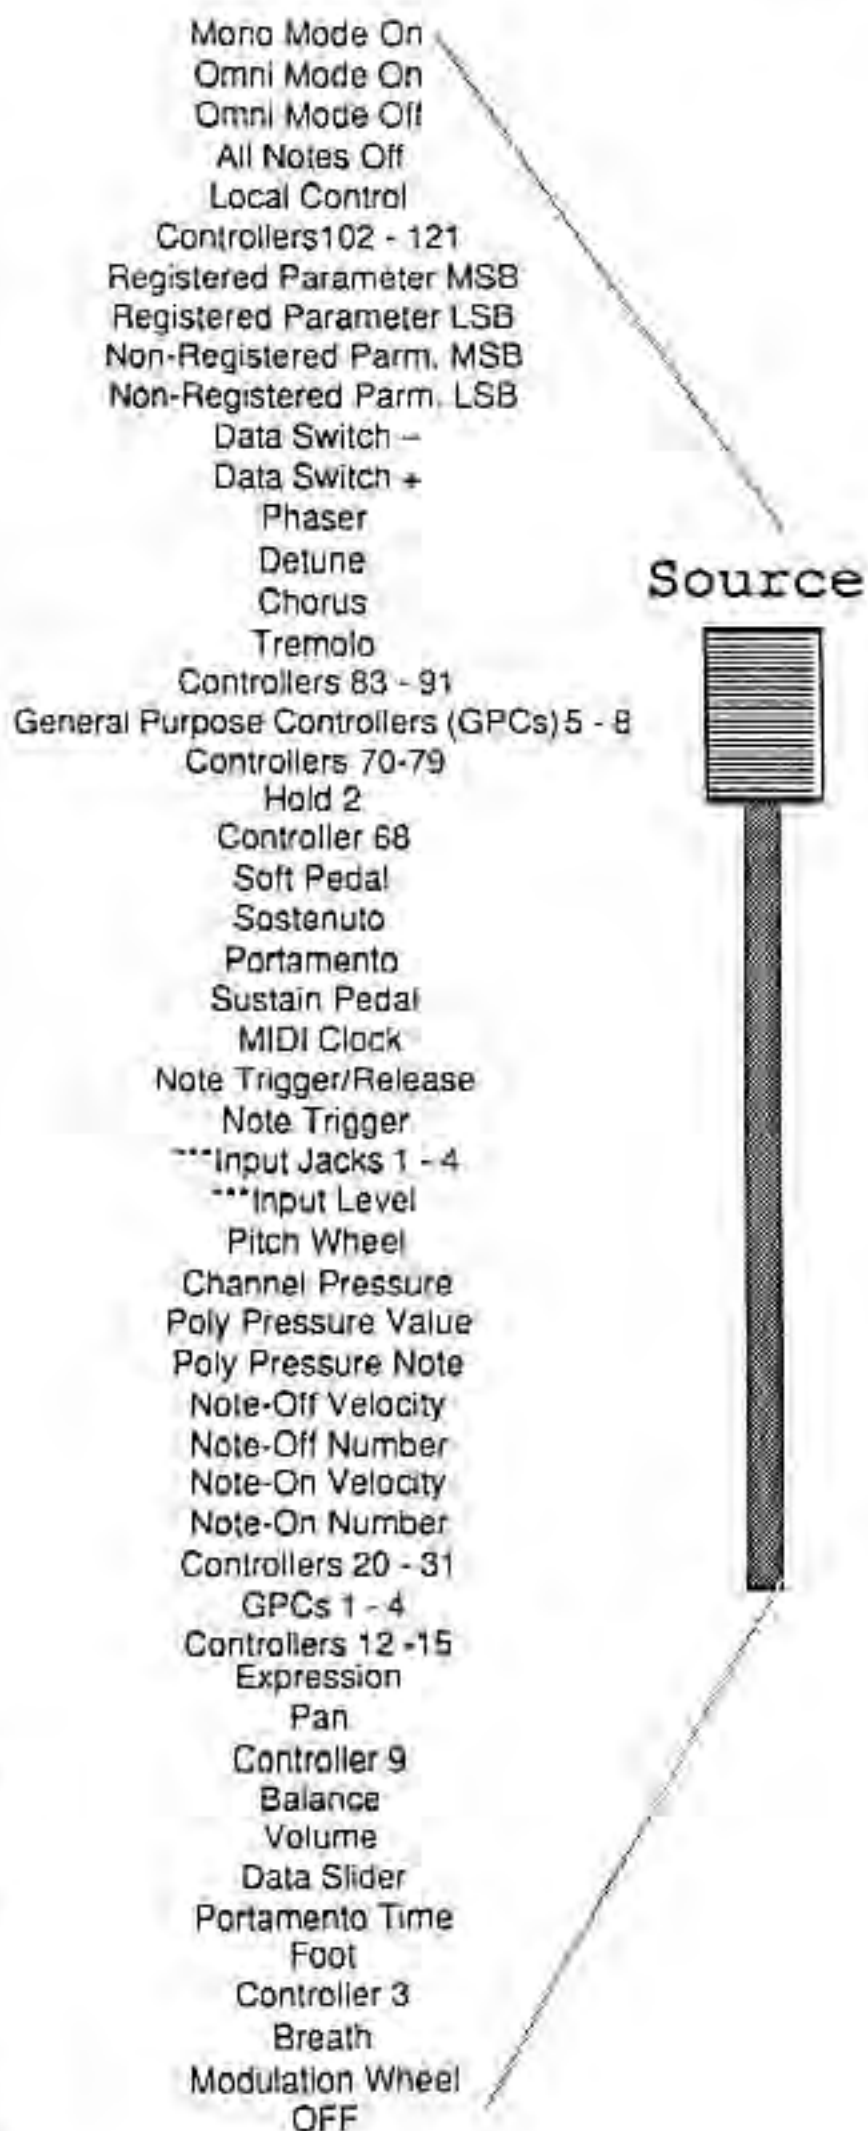 Mono Mode On
Omni Mode On
Omni Mode Off
All Notes Off
Local Control
Controllers102 - 121
Registered Parameter MSB
Registered Parameter LSB
Non-Registered Parm. MSB
Non-Registered Parm. LSB
Data Switch –
Data Switch +
Phaser
Detune
Source
Chorus
Tremolo
Controllers 83 - 91
General Purpose Controllers (GPCs) 5 - 8
Controllers 70-79
Hold 2
Controller 68
Soft Pedal
Sostenuto
Portamento
Sustain Pedal
MIDI Clock
Note Trigger/Release
Note Trigger
***Input Jacks 1 - 4
***Input Level
Pitch Wheel
Channel Pressure
Poly Pressure Value
Poly Pressure Note
Note-Off Velocity
Note-Off Number
Note-On Velocity
Note-On Number
Controllers 20 - 31
GPCs 1 - 4
Controllers 12 -15
Expression
Pan
Controller 9
Balance
Volume
Data Slider
Portamento Time
Foot
Controller 3
Breath
Modulation Wheel
OFF